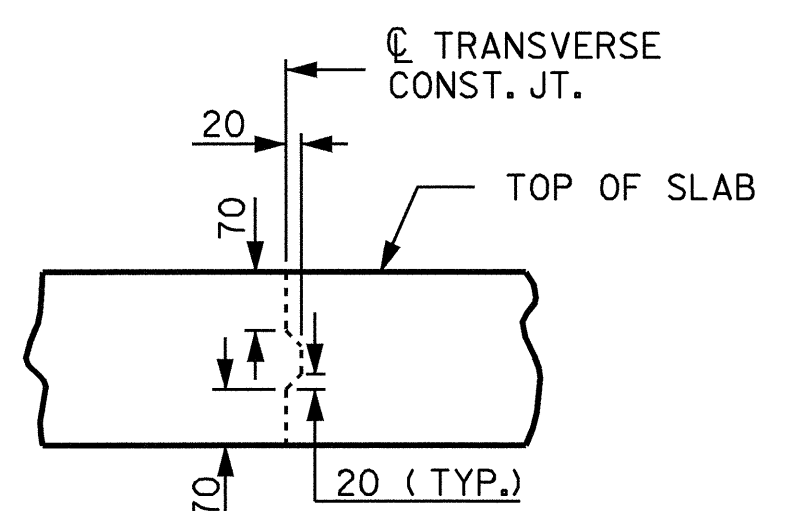 ℄ TRANSVERSE
CONST. JT.
20
TOP OF SLAB
70
70
20 (TYP.)